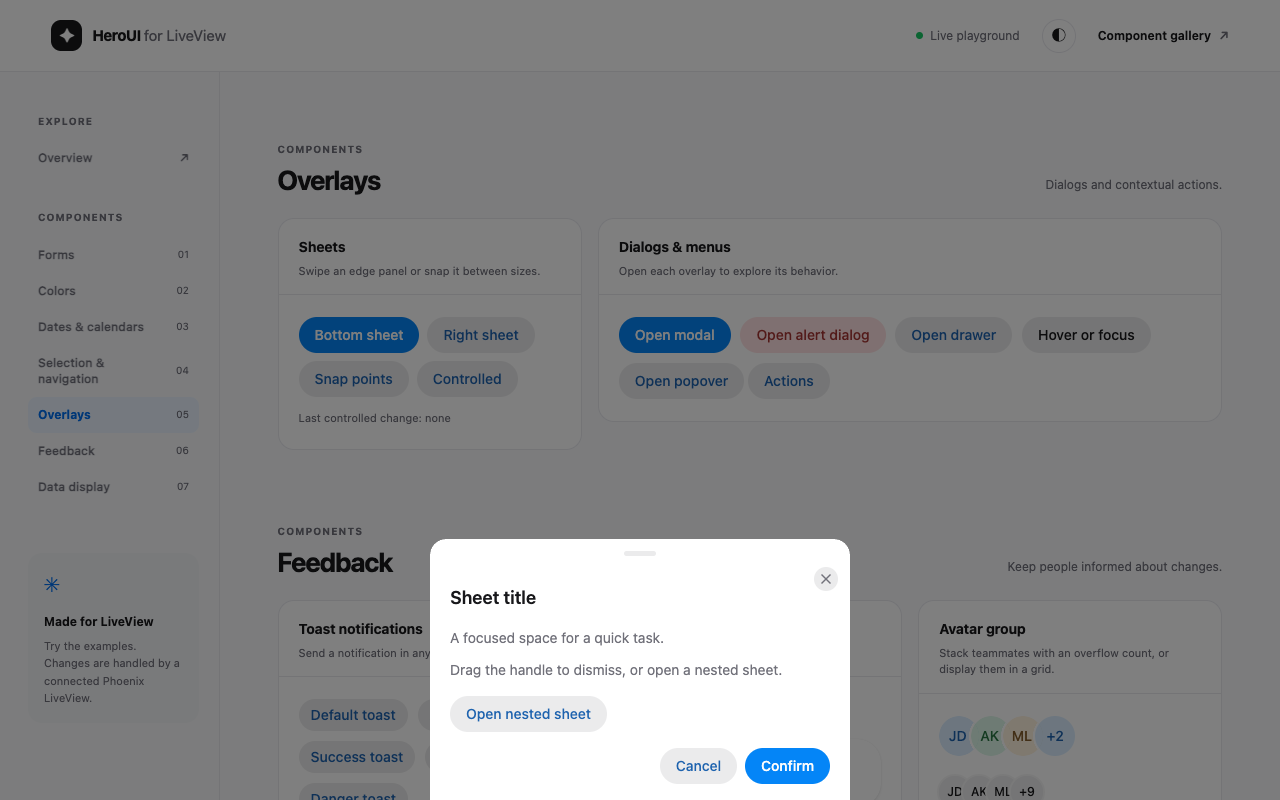 HeroUI for LiveView
Live playground
Component gallery
EXPLORE
Overview
COMPONENTS
Forms 01
Colors 02
Dates & calendars 03
Selection &
navigation 04
Overlays 05
Feedback 06
Data display 07
Made for LiveView
Try the examples.
Changes are handled by a
connected Phoenix
LiveView.
COMPONENTS
Overlays
Dialogs and contextual actions.
Sheets
Swipe an edge panel or snap it between sizes.
Bottom sheet Right sheet
Snap points Controlled
Last controlled change: none
Dialogs & menus
Open each overlay to explore its behavior.
Open modal Open alert dialog Open drawer Hover or focus
Open popover Actions
COMPONENTS
Feedback
Keep people informed about changes.
Toast notifications
Send a notification in any
Default toast
Success toast
Danger toast
Avatar group
Stack teammates with an overflow count, or
display them in a grid.
JD AK ML +2
JD AK ML +9
Sheet title
A focused space for a quick task.
Drag the handle to dismiss, or open a nested sheet.
Open nested sheet
Cancel Confirm